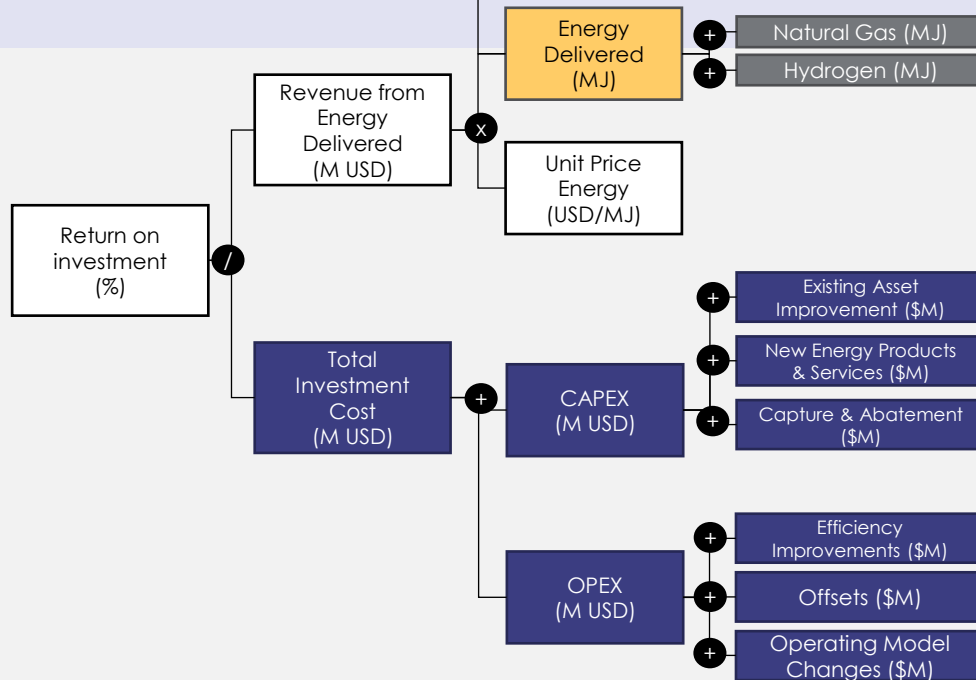 Energy
Delivered
(MJ)
+
Natural Gas (MJ)
+
Hydrogen (MJ)
Revenue from
Energy
Delivered
(M USD)
x
Unit Price
Energy
(USD/MJ)
Return on
investment
(%)
/
Total
Investment
Cost
(M USD)
+
CAPEX
(M USD)
+
Existing Asset
Improvement ($M)
+
New Energy Products
& Services ($M)
+
Capture & Abatement
($M)
OPEX
(M USD)
+
Efficiency
Improvements ($M)
+
Offsets ($M)
+
Operating Model
Changes ($M)